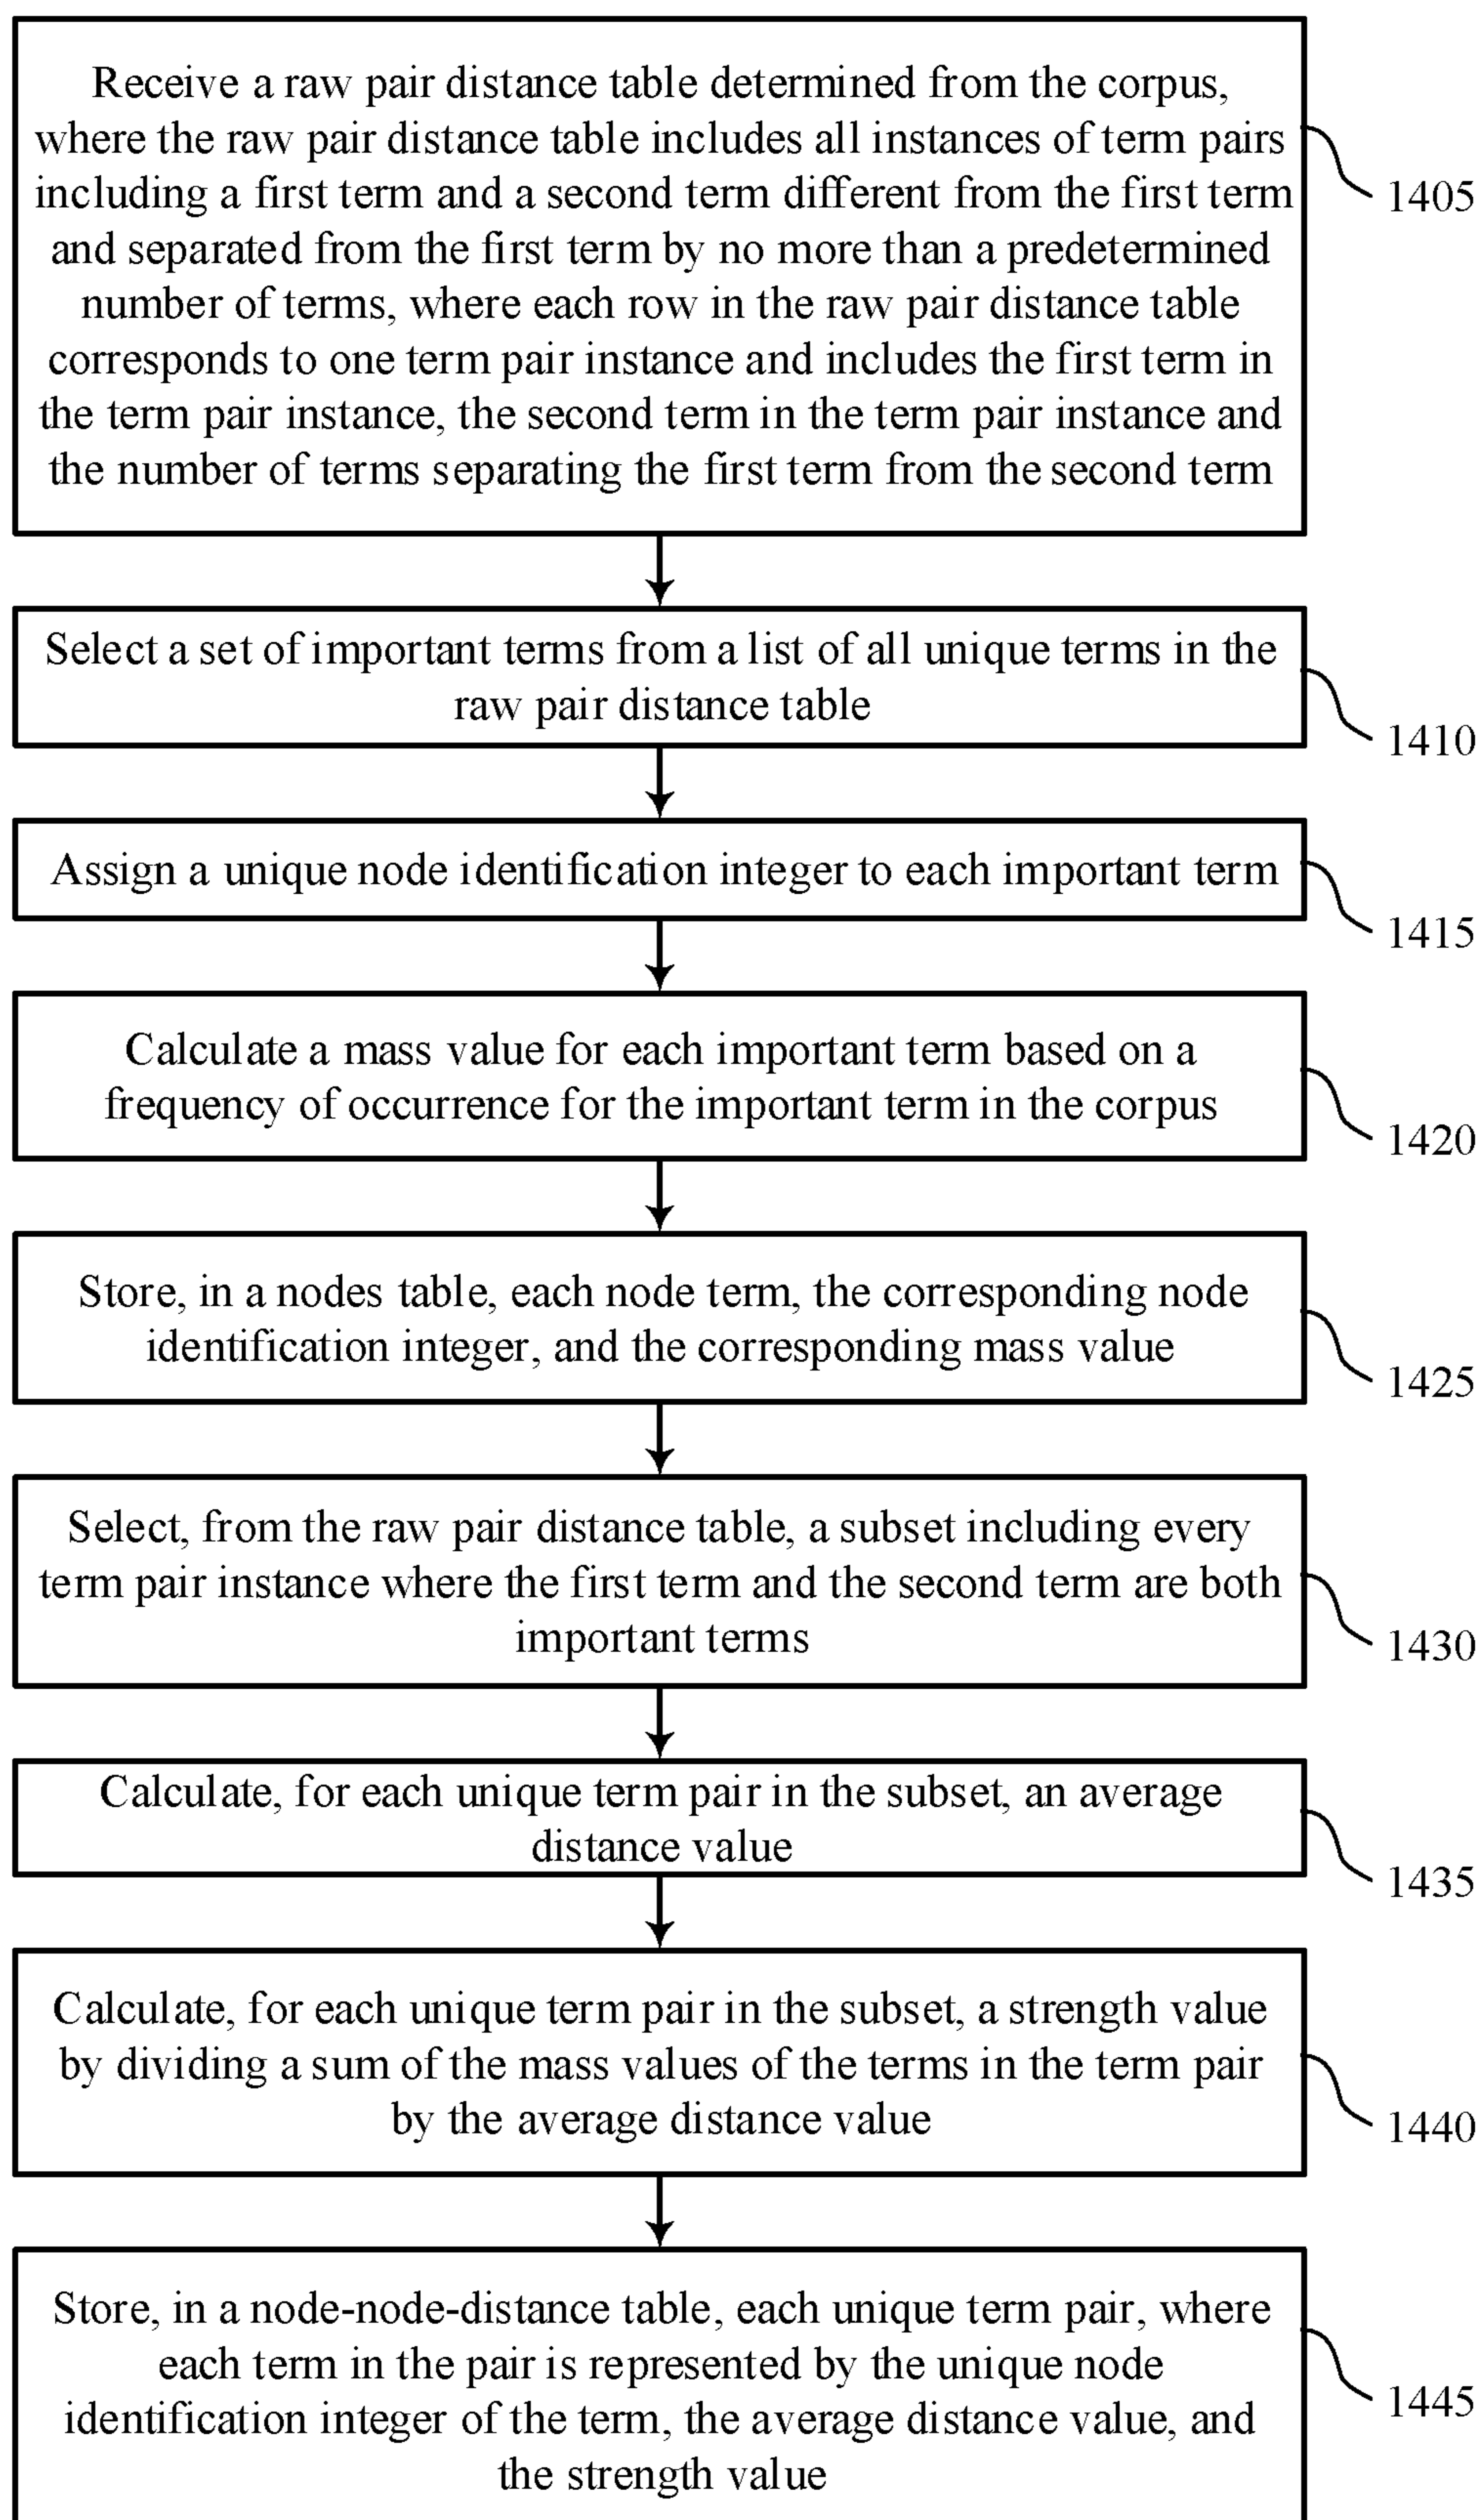 Receive a raw pair distance table determined from the corpus,
where the raw pair distance table includes all instances of term pairs
including a first term and a second term different from the first term
and separated from the first term by no more than a predetermined
number of terms, where each row in the raw pair distance table
corresponds to one term pair instance and includes the first term in
the term pair instance, the second term in the term pair instance and
the number of terms separating the first term from the second term
1405
Select a set of important terms from a list of all unique terms in the
raw pair distance table
1410
Assign a unique node identification integer to each important term
1415
Calculate a mass value for each important term based on a
frequency of occurrence for the important term in the corpus
1420
Store, in a nodes table, each node term, the corresponding node
identification integer, and the corresponding mass value
1425
Select, from the raw pair distance table, a subset including every
term pair instance where the first term and the second term are both
important terms
1430
Calculate, for each unique term pair in the subset, an average
distance value
1435
Calculate, for each unique term pair in the subset, a strength value
by dividing a sum of the mass values of the terms in the term pair
by the average distance value
1440
Store, in a node-node-distance table, each unique term pair, where
each term in the pair is represented by the unique node
identification integer of the term, the average distance value, and
the strength value
1445